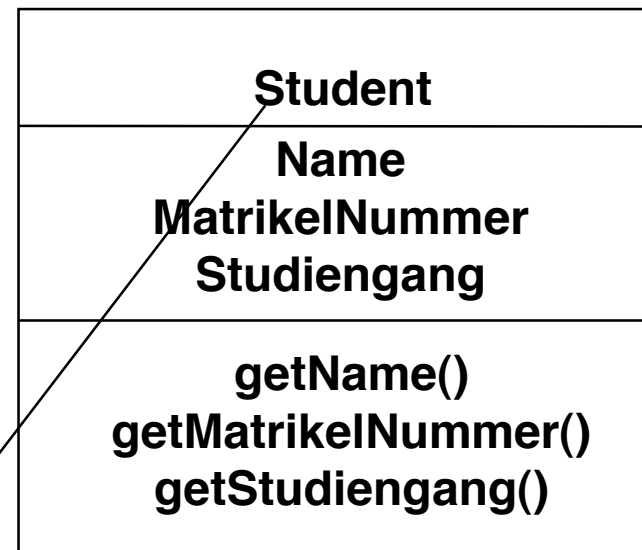 Student
Name
MatrikelNummer
Studiengang
getName()
getMatrikelNummer()
getStudiengang()